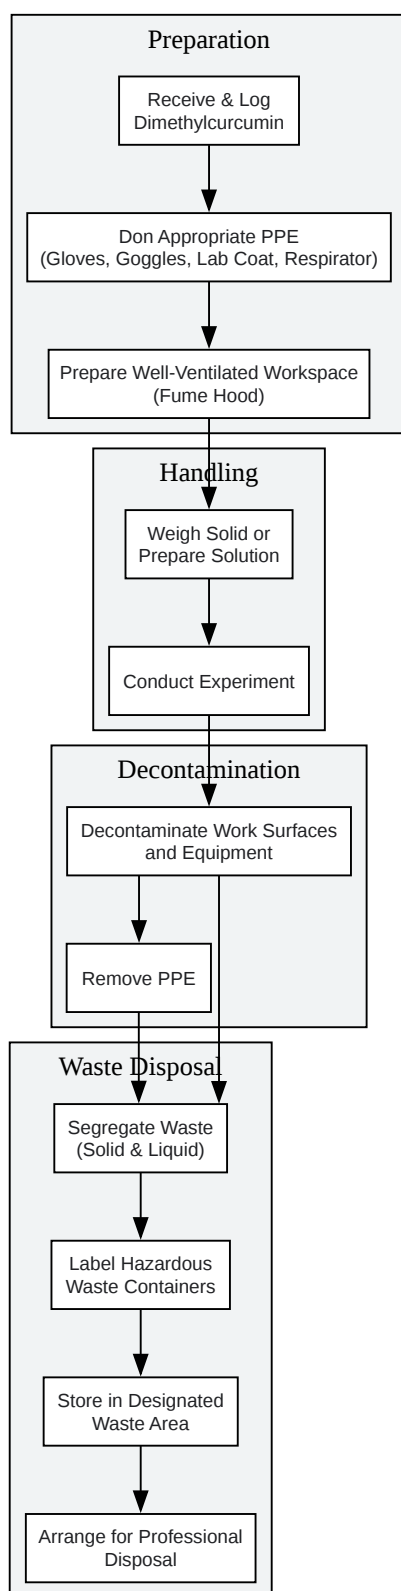 Preparation
Receive & Log
Dimethylcurcumin
Don Appropriate PPE
(Gloves, Goggles, Lab Coat, Respirator)
Prepare Well-Ventilated Workspace
(Fume Hood)
Handling
Weigh Solid or
Prepare Solution
Conduct Experiment
Decontamination
Decontaminate Work Surfaces
and Equipment
Remove PPE
Waste Disposal
Segregate Waste
(Solid & Liquid)
Label Hazardous
Waste Containers
Store in Designated
Waste Area
Arrange for Professional
Disposal